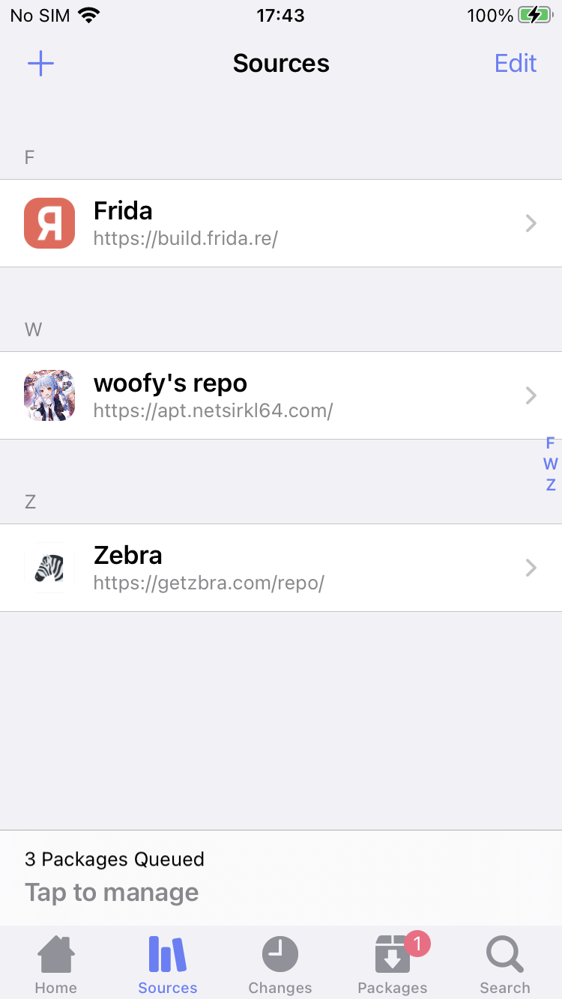 No SIM 17:43 100%
Sources Edit
F
Frida
https://build.frida.re/
W
woofy's repo
https://apt.netsirkl64.com/
F
W
Z
Z
Zebra
https://getzbra.com/repo/
3 Packages Queued
Tap to manage
1
Home Sources Changes Packages Search